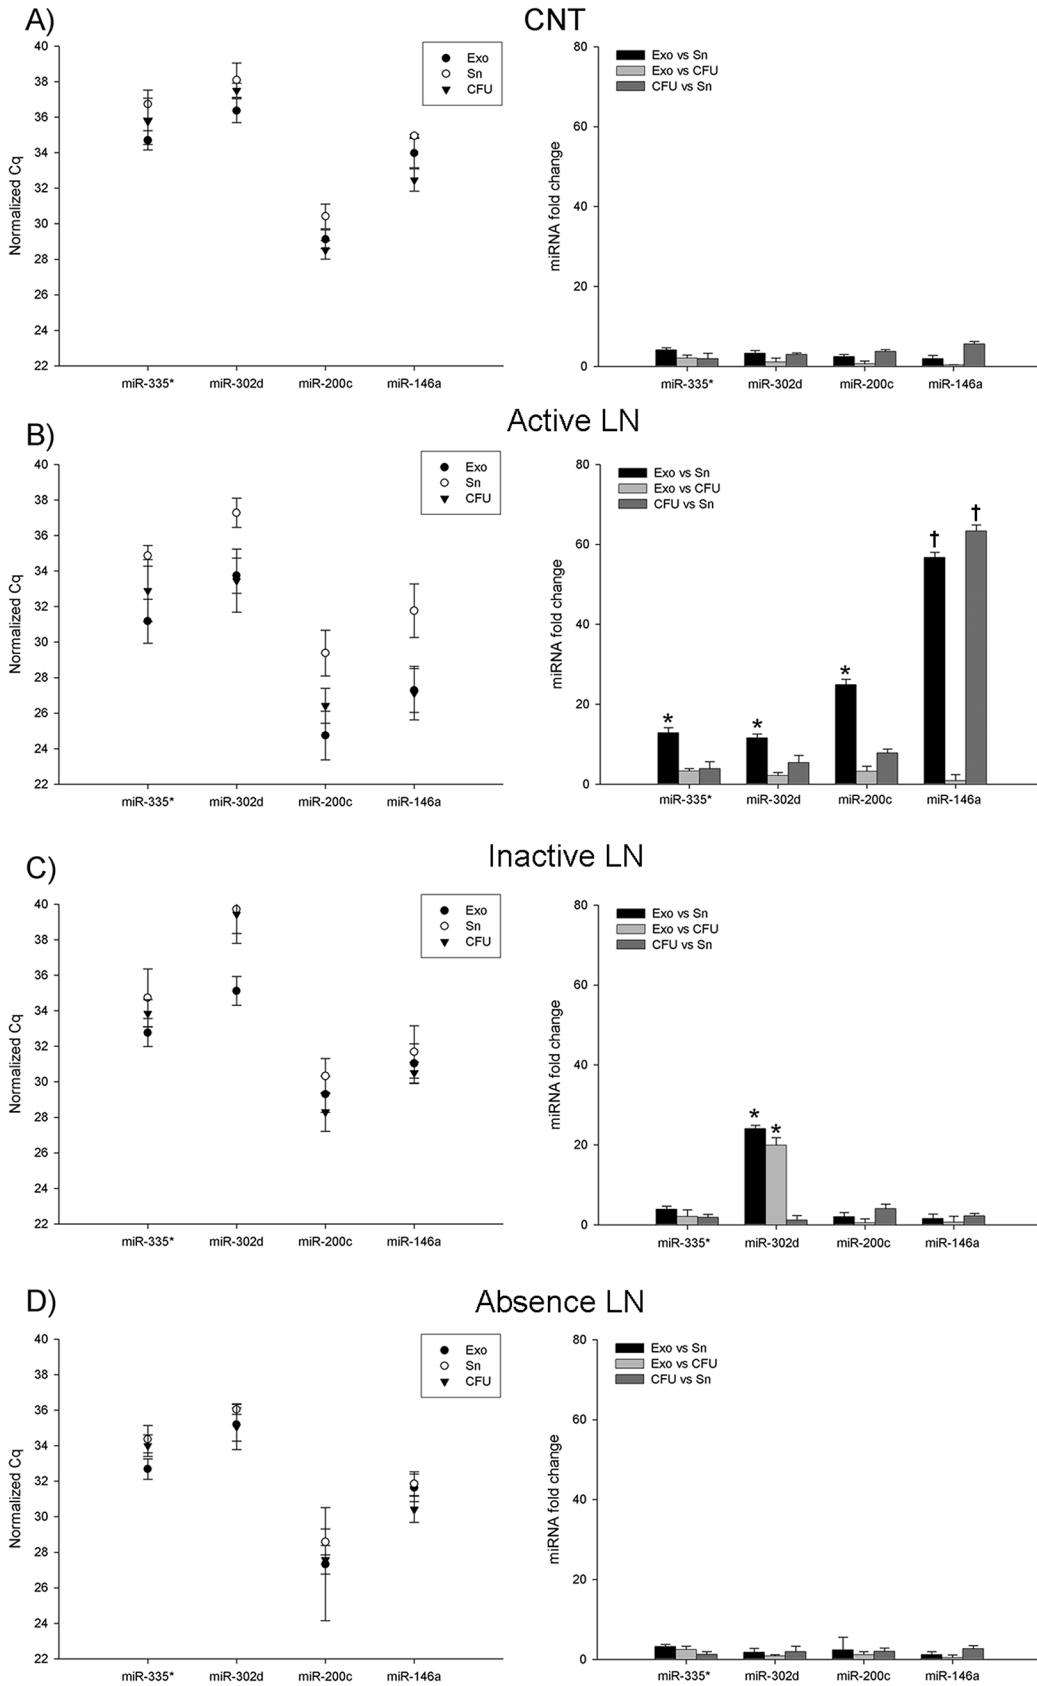 A) CNT
40
38
36
34
32
30
28
26
24
22
Normalized Cq
Exo
Sn
CFU
miR-335* miR-302d miR-200c miR-146a
80
60
40
20
0
miRNA fold change
Exo vs Sn
Exo vs CFU
CFU vs Sn
miR-335* miR-302d miR-200c miR-146a
B) Active LN
40
38
36
34
32
30
28
26
24
22
Normalized Cq
Exo
Sn
CFU
miR-335* miR-302d miR-200c miR-146a
80
60
40
20
0
miRNA fold change
Exo vs Sn
Exo vs CFU
CFU vs Sn
* * * † †
miR-335* miR-302d miR-200c miR-146a
C) Inactive LN
40
38
36
34
32
30
28
26
24
22
Normalized Cq
Exo
Sn
CFU
miR-335* miR-302d miR-200c miR-146a
80
60
40
20
0
miRNA fold change
Exo vs Sn
Exo vs CFU
CFU vs Sn
* *
miR-335* miR-302d miR-200c miR-146a
D) Absence LN
40
38
36
34
32
30
28
26
24
22
Normalized Cq
Exo
Sn
CFU
miR-335* miR-302d miR-200c miR-146a
80
60
40
20
0
miRNA fold change
Exo vs Sn
Exo vs CFU
CFU vs Sn
miR-335* miR-302d miR-200c miR-146a